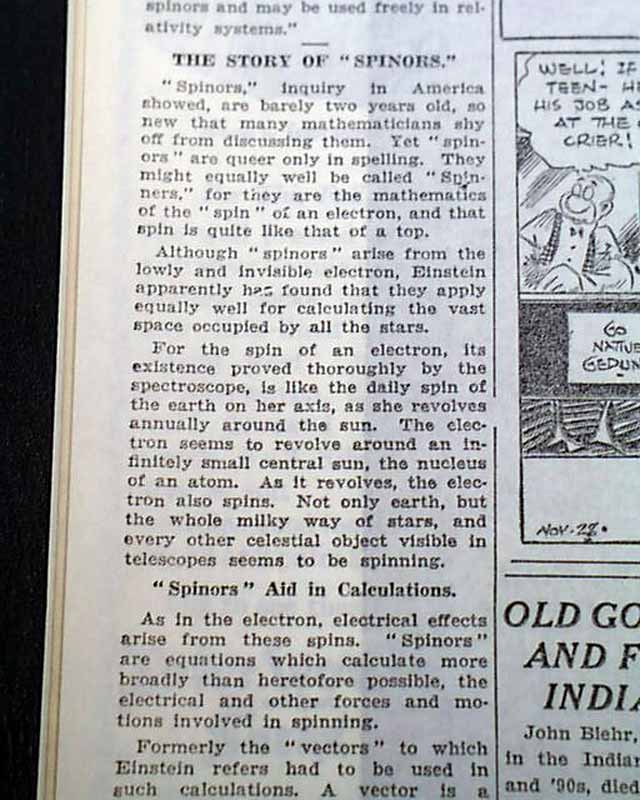 spinors and may be used freely in rel-
ativity systems."
THE STORY OF "SPINORS."
"Spinors," inquiry in America
showed, are barely two years old, so
new that many mathematicians shy
off from discussing them. Yet "spin-
ors" are queer only in spelling. They
might equally well be called "Spin-
ners," for they are the mathematics
of the "spin" of an electron, and that
spin is quite like that of a top.
Although "spinors" arise from the
lowly and invisible electron, Einstein
apparently has found that they apply
equally well for calculating the vast
space occupied by all the stars.
For the spin of an electron, its
existence proved thoroughly by the
spectroscope, is like the daily spin of
the earth on her axis, as she revolves
annually around the sun. The elec-
tron seems to revolve around an in-
finitely small central sun, the nucleus
of an atom. As it revolves, the elec-
tron also spins. Not only earth, but
the whole milky way of stars, and
every other celestial object visible in
telescopes seems to be spinning.
"Spinors" Aid in Calculations.
As in the electron, electrical effects
arise from these spins. "Spinors"
are equations which calculate more
broadly than heretofore possible, the
electrical and other forces and mo-
tions involved in spinning.
Formerly the "vectors" to which
Einstein refers had to be used in
such calculations. A vector is a
WELL! IF
TEEN- HE
HIS JOB AS
AT THE
CRIER!
GO
NATIVE
GEDUN
NOV-28-
OLD GO
AND F
INDIA
John Biehr,
in the Indian
and '90s, died